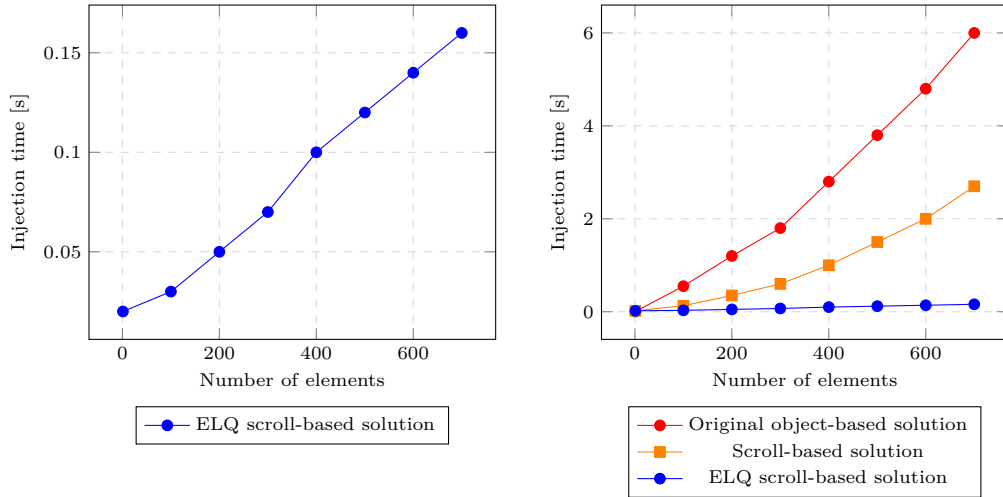 0.15
0.1
0.05
Injection time [s]
0 200 400 600
Number of elements
ELQ scroll-based solution
6
4
2
0
Injection time [s]
0 200 400 600
Number of elements
Original object-based solution
Scroll-based solution
ELQ scroll-based solution